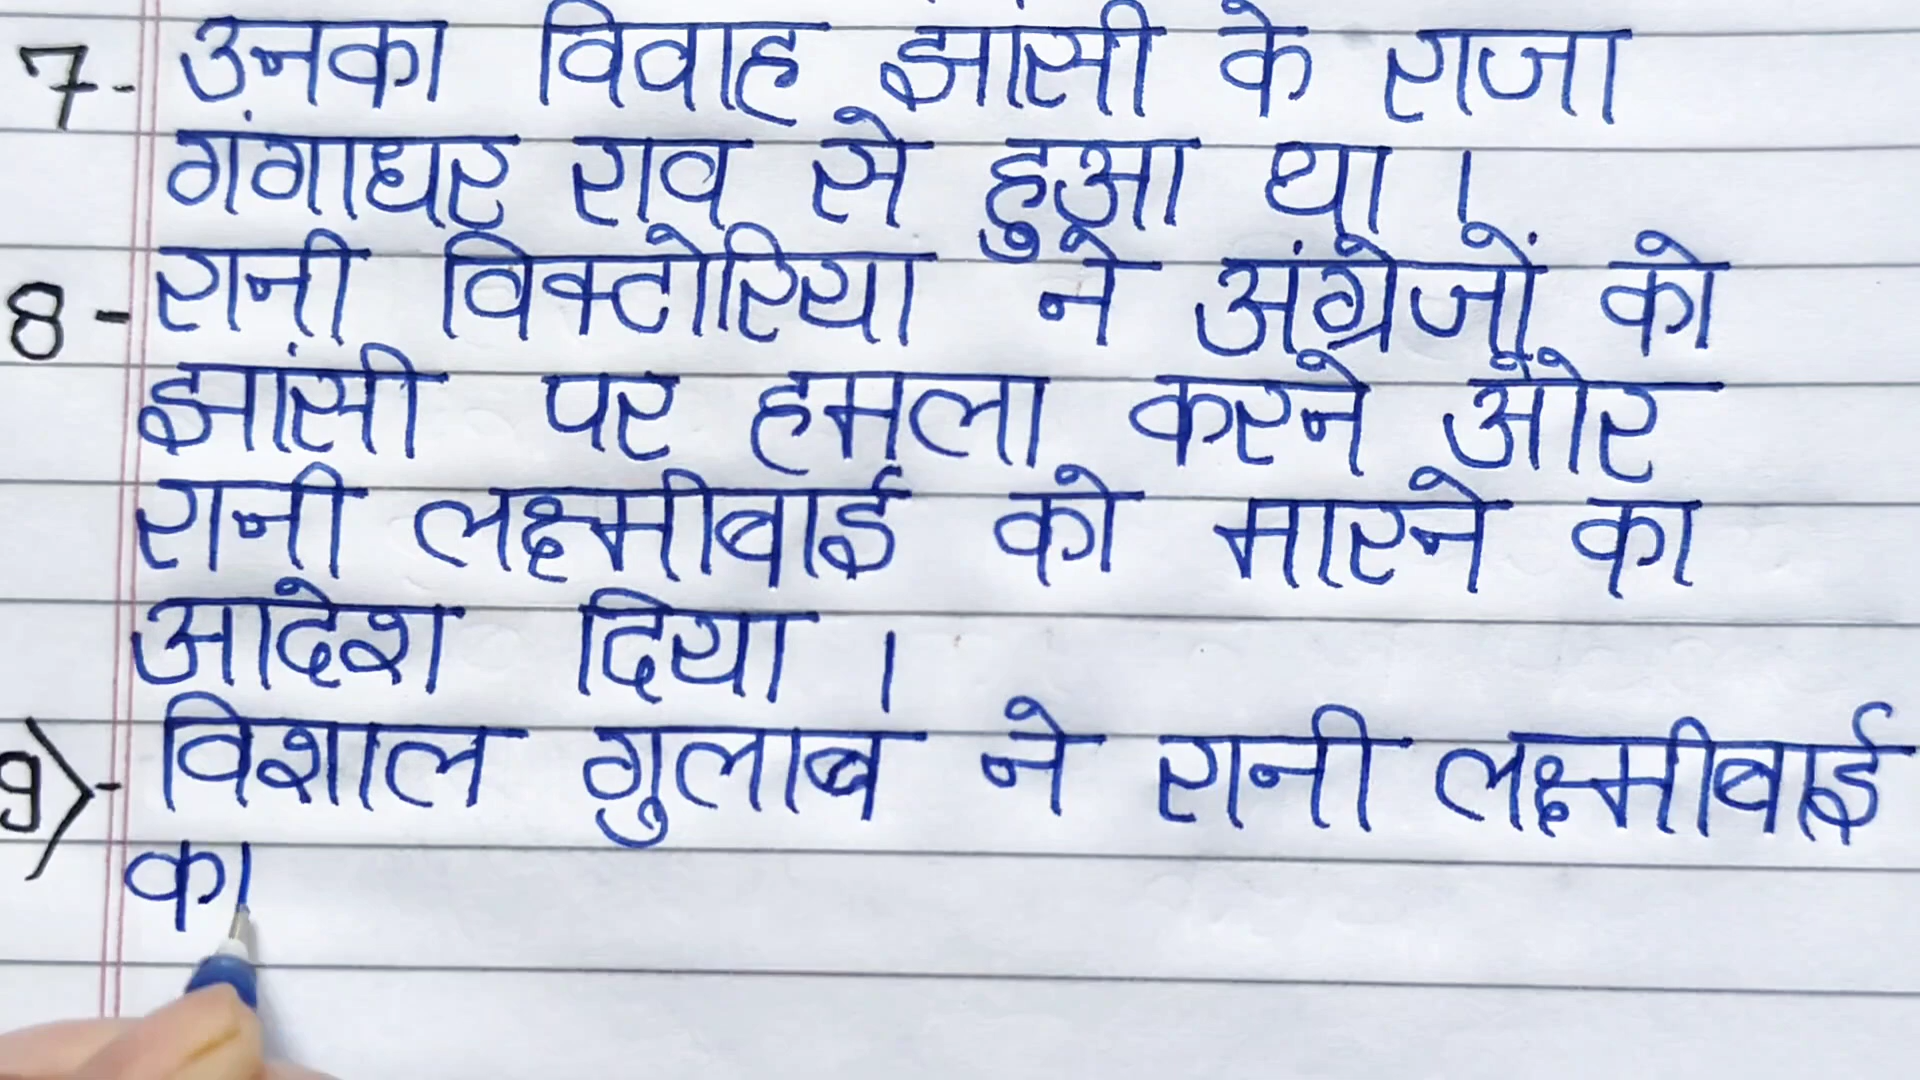 7- उनका विवाह झांसी के राजा
गंगाधर राव से हुआ था ।
8- रानी विक्टोरिया ने अंग्रेजों को
झांसी पर हमला करने और
रानी लक्ष्मीबाई को मारने का
आदेश दिया ।
9)- विशाल गुलाब ने रानी लक्ष्मीबाई
का